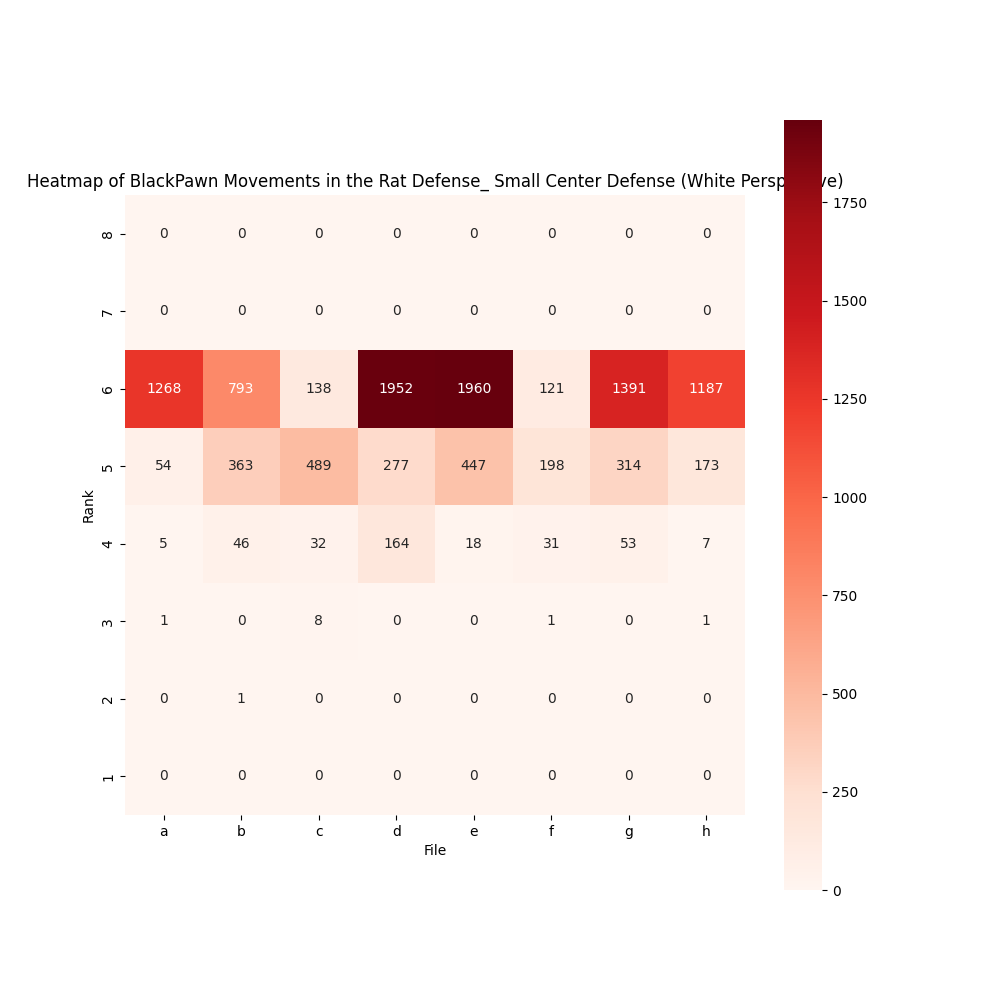 Heatmap of BlackPawn Movements in the Rat Defense_ Small Center Defense (White Persp ve)
1750
8 0 0 0 0 0 0 0 0
7 0 0 0 0 0 0 0 0
1500
6 1268 793 138 1952 1960 121 1391 1187
1250
5 54 363 489 277 447 198 314 173
1000
Rank
4 5 46 32 164 18 31 53 7
750
3 1 0 8 0 0 1 0 1
500
2 0 1 0 0 0 0 0 0
1 0 0 0 0 0 0 0 0
250
a b c d e f g h
File
0